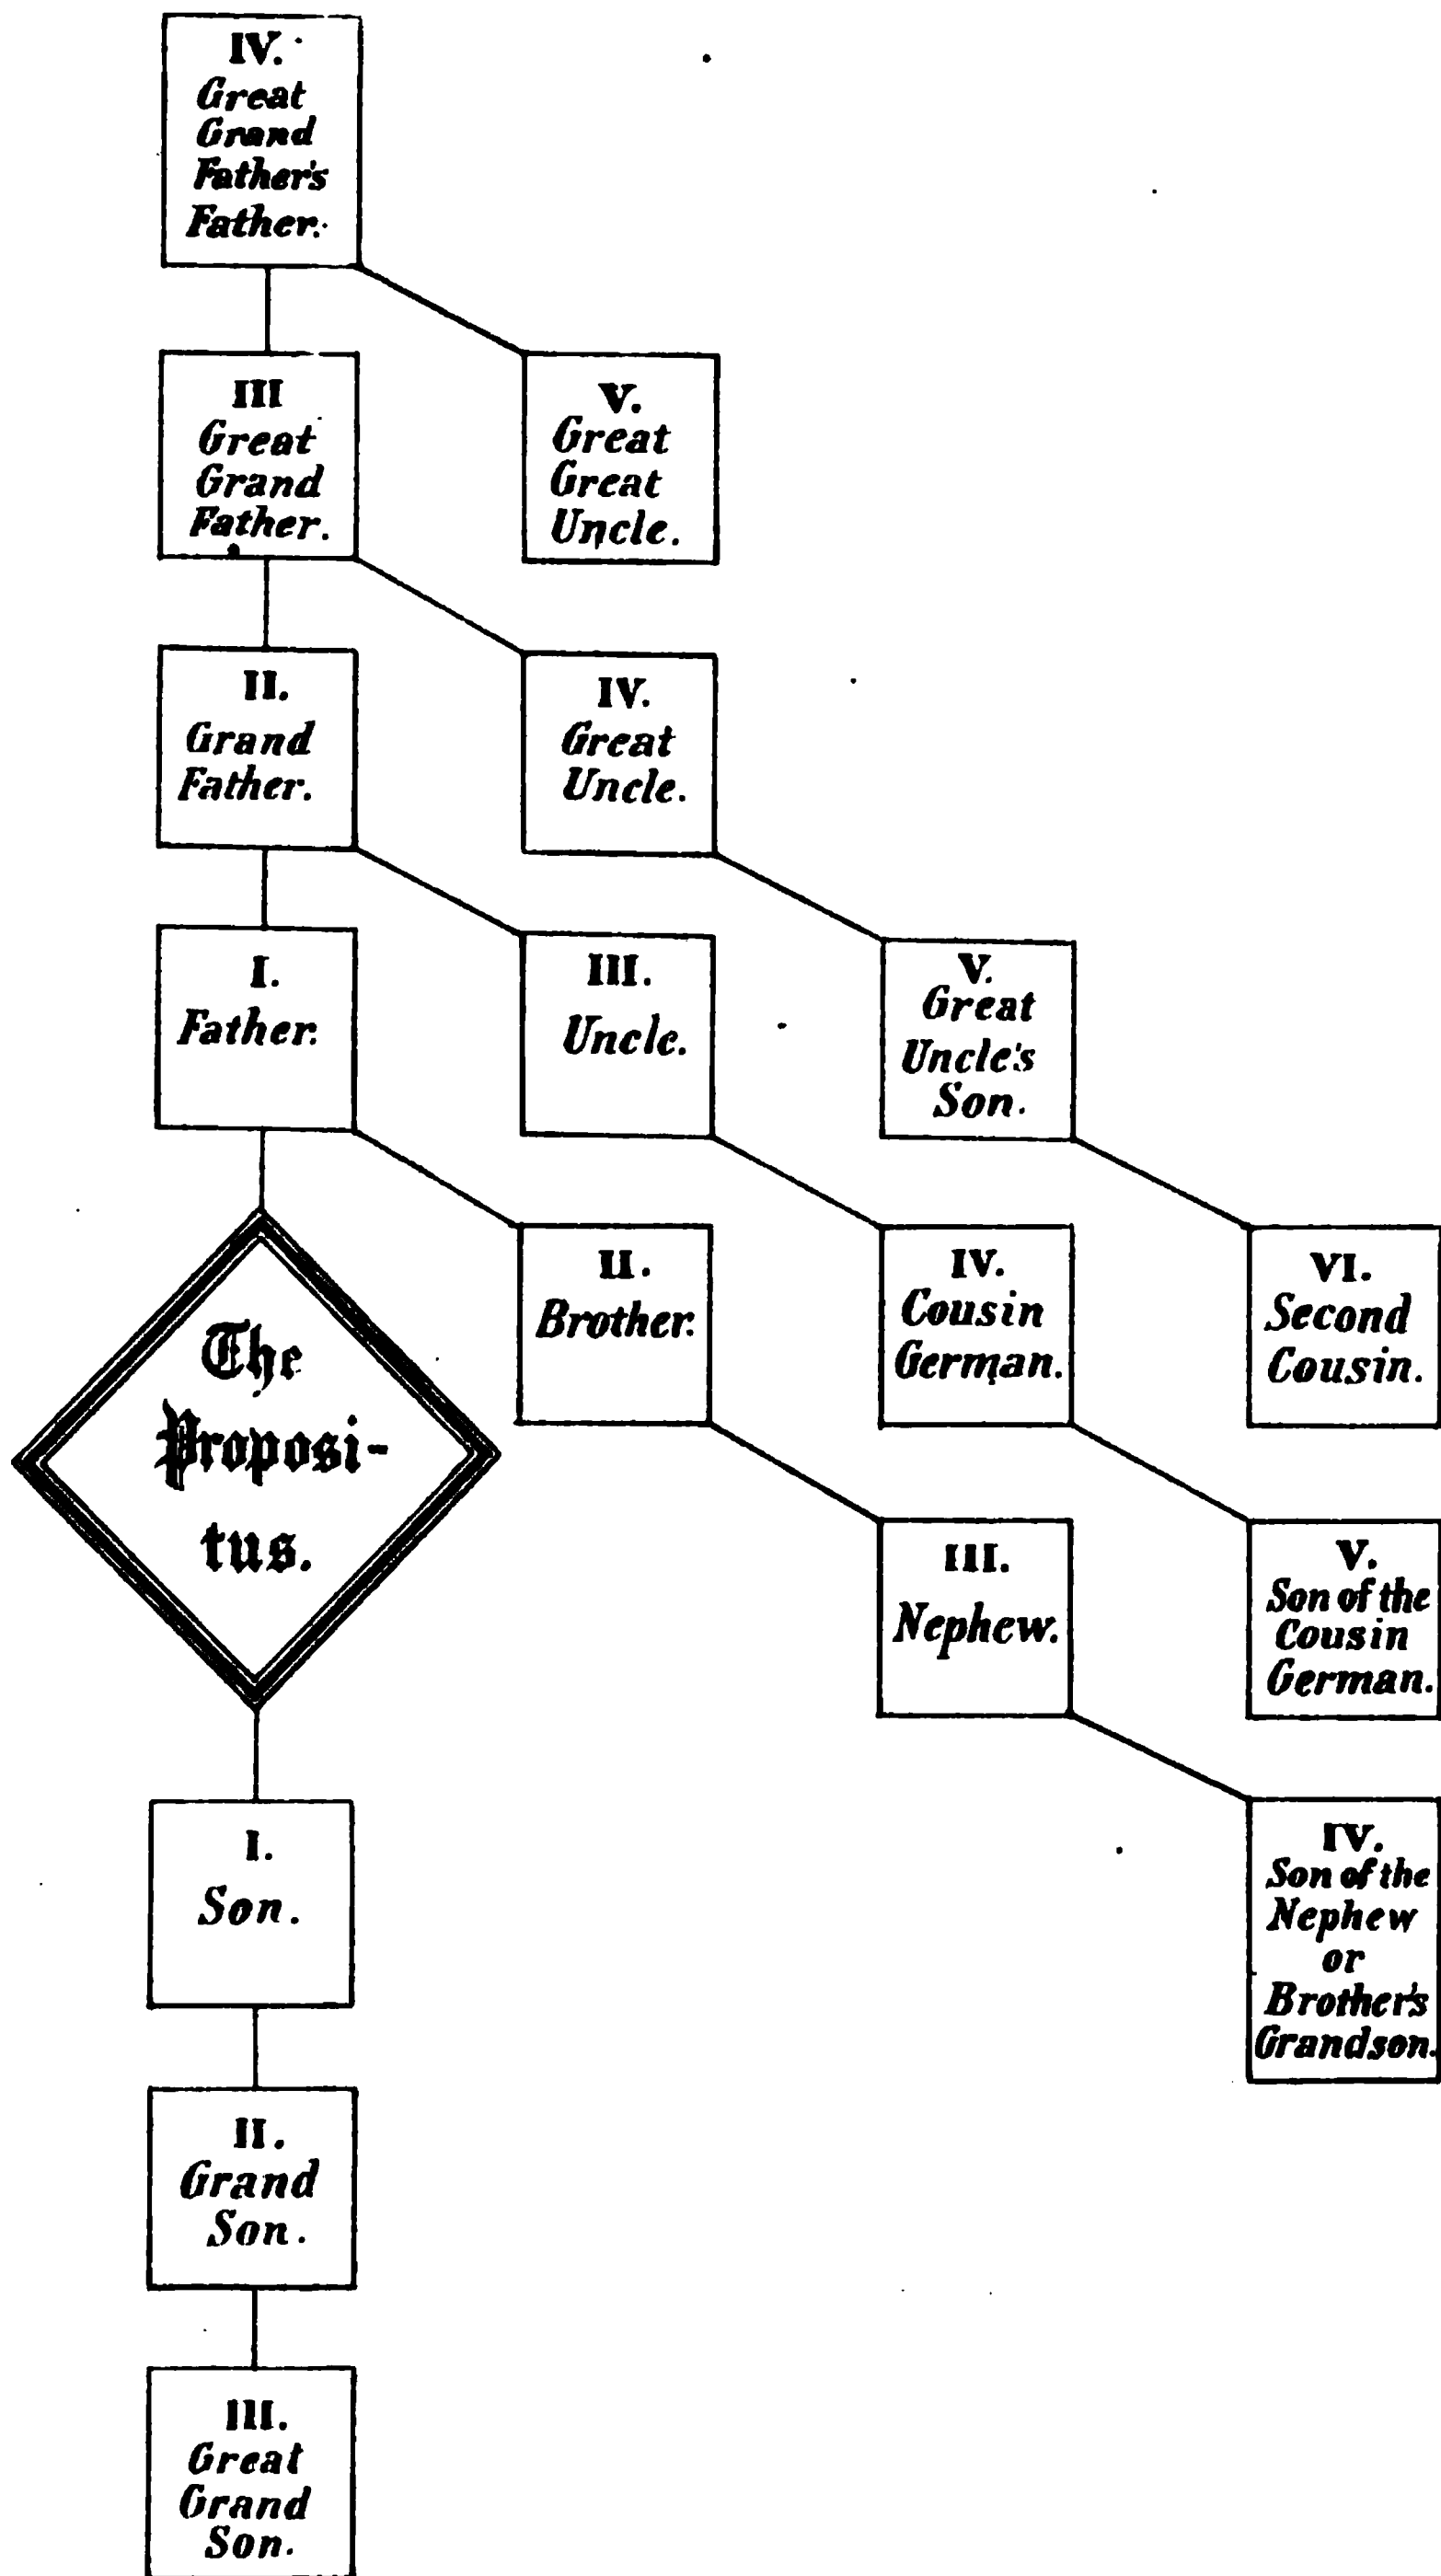 IV.
Great
Grand
Father's
Father.
III
Great
Grand
Father.
V.
Great
Great
Uncle.
II.
Grand
Father.
IV.
Great
Uncle.
I.
Father.
III.
Uncle.
V.
Great
Uncle's
Son.
The
Proposi-
tus.
II.
Brother.
IV.
Cousin
German.
VI.
Second
Cousin.
III.
Nephew.
V.
Son of the
Cousin
German.
I.
Son.
IV.
Son of the
Nephew
or
Brother's
Grandson.
II.
Grand
Son.
III.
Great
Grand
Son.